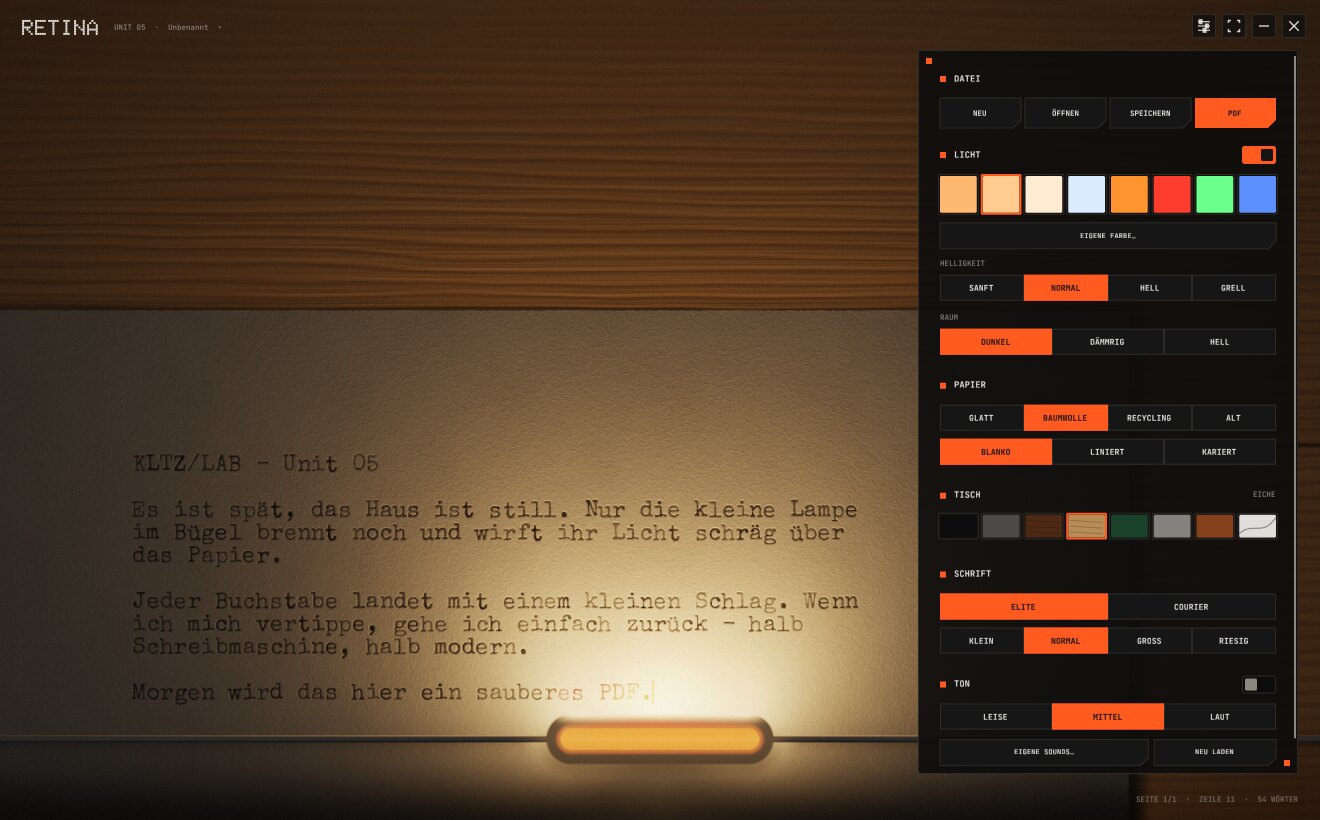 RETINA UNIT 05 · Unbenannt ·
KLTZ/LAB – Unit 05
Es ist spät, das Haus ist still. Nur die kleine Lampe
im Bügel brennt noch und wirft ihr Licht schräg über
das Papier.
Jeder Buchstabe landet mit einem kleinen Schlag. Wenn
ich mich vertippe, gehe ich einfach zurück – halb
Schreibmaschine, halb modern.
Morgen wird das hier ein sauberes PDF.
DATEI
NEU ÖFFNEN SPEICHERN PDF
LICHT
EIGENE FARBE…
HELLIGKEIT
SANFT NORMAL HELL GRELL
RAUM
DUNKEL DÄMMRIG HELL
PAPIER
GLATT BAUMWOLLE RECYCLING ALT
BLANKO LINIERT KARIERT
TISCH EICHE
SCHRIFT
ELITE COURIER
KLEIN NORMAL GROSS RIESIG
TON
LEISE MITTEL LAUT
EIGENE SOUNDS… NEU LADEN
SEITE 1/1 · ZEILE 11 · 54 WÖRTER